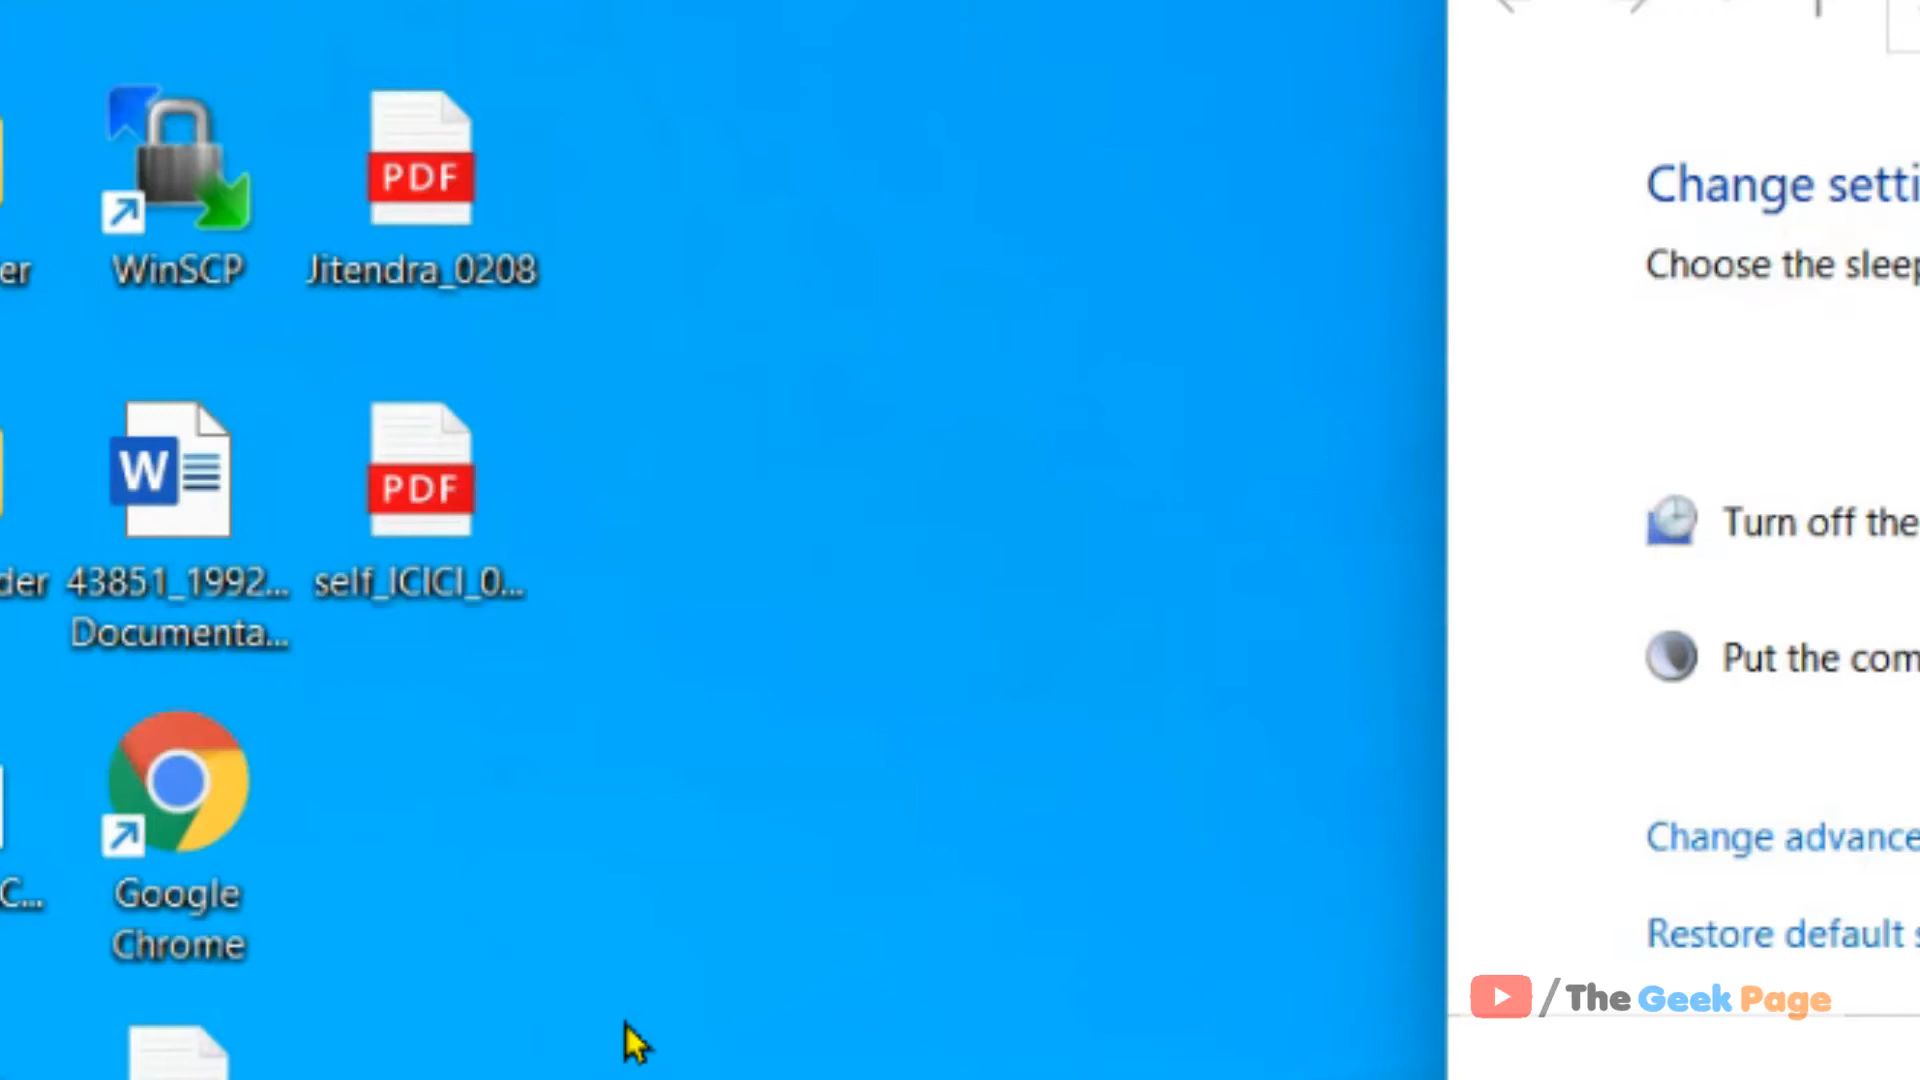 er
WinSCP
PDF
Jitendra_0208
der
W
43851_1992...
Documenta...
PDF
self_ICICI_0...
C...
Google
Chrome
Change setti
Choose the sleep
Turn off the
Put the com
Change advance
Restore default s
/The Geek Page